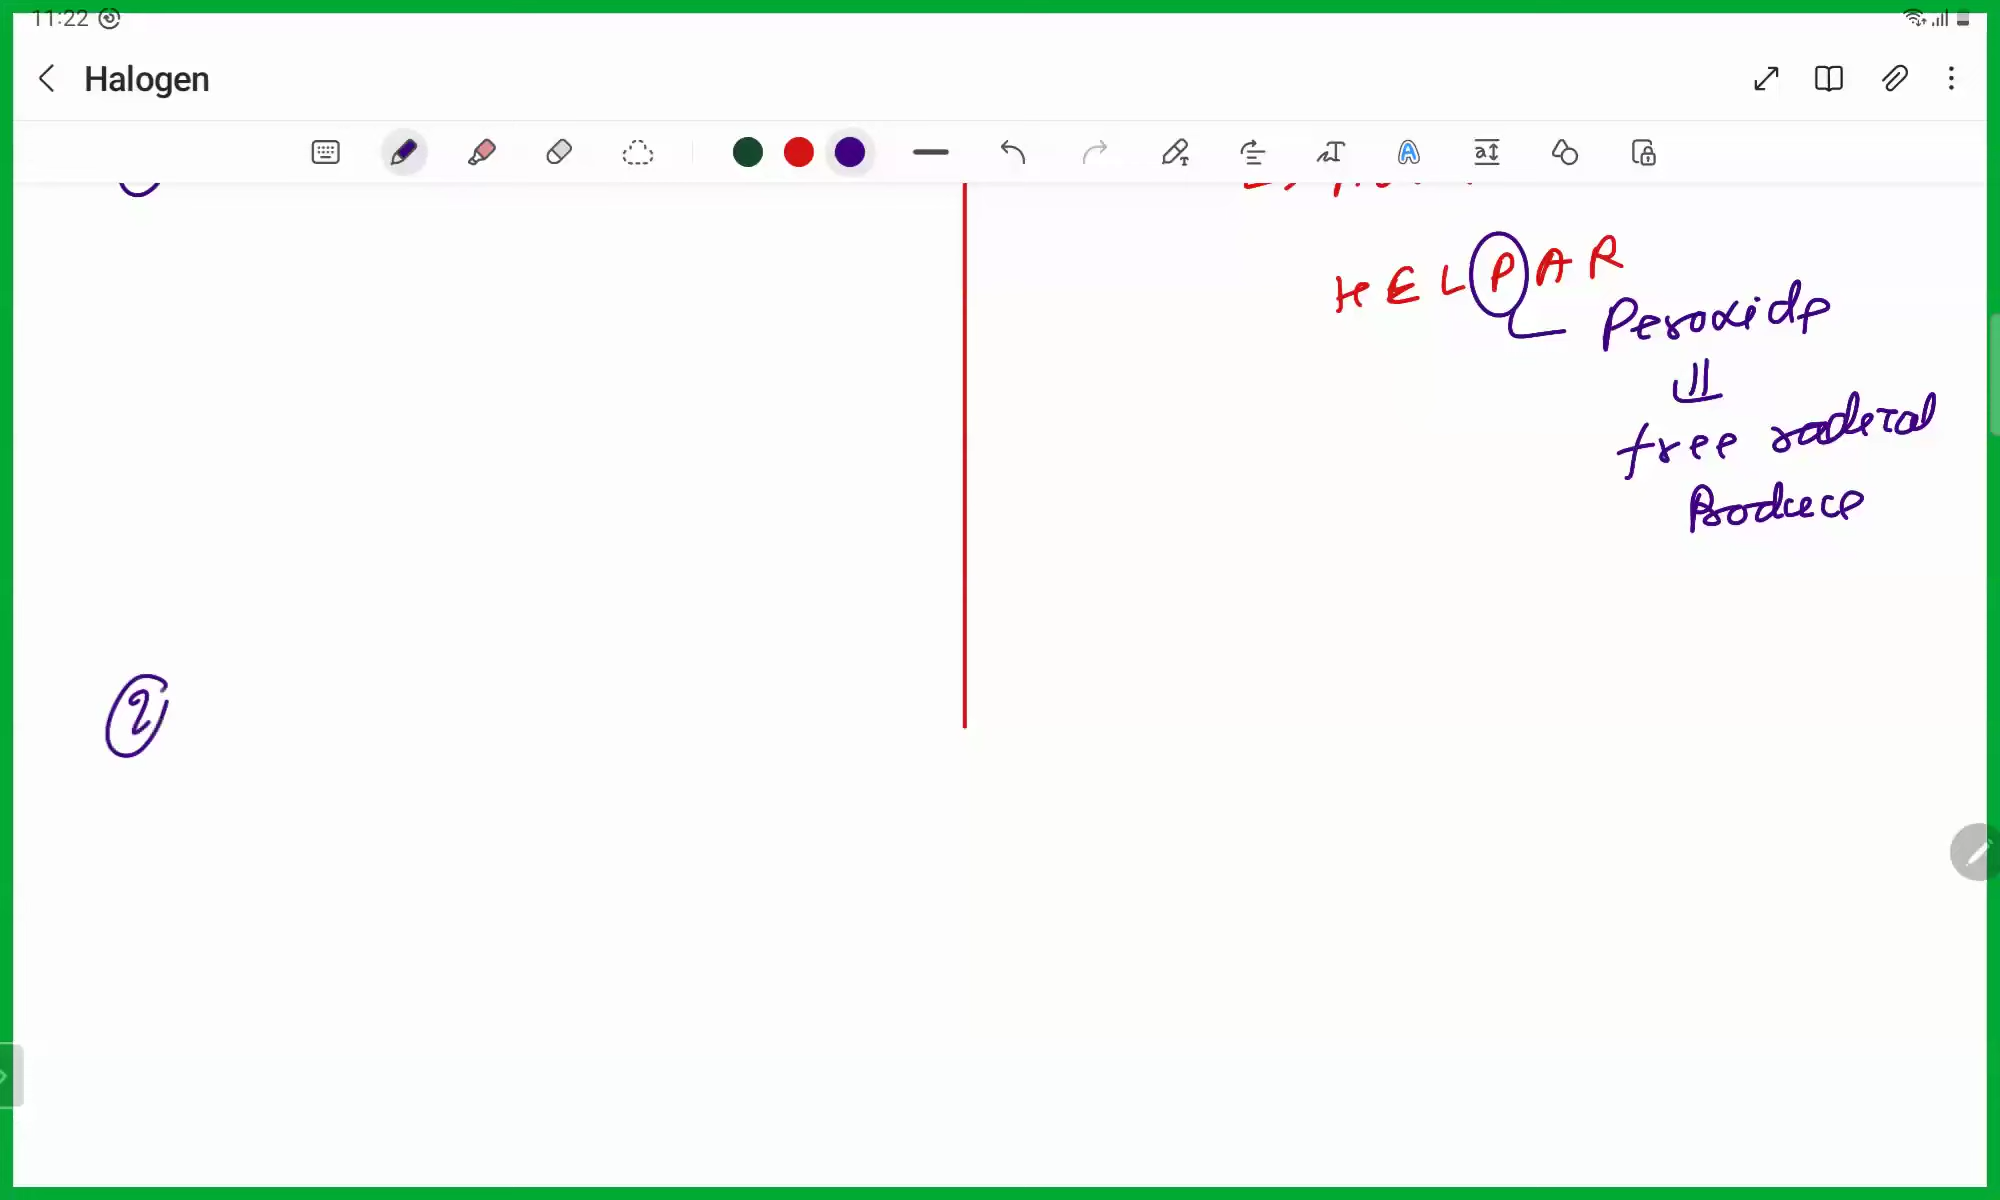 11:22
Halogen
HELPAR
Peroxide
free radical
Produce
2